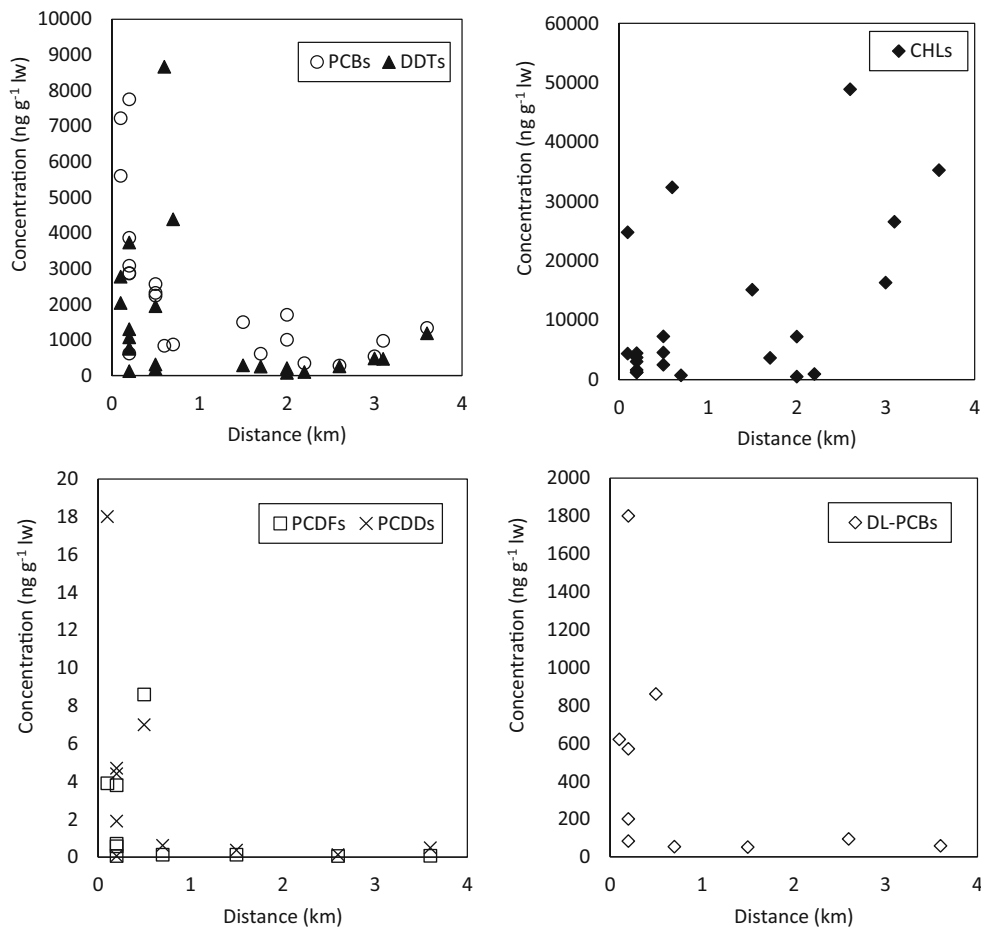 Concentration (ng g⁻¹ lw)
10000
9000
8000
7000
6000
5000
4000
3000
2000
1000
0
PCBs DDTs
0 1 2 3 4
Distance (km)
Concentration (ng g⁻¹ lw)
60000
50000
40000
30000
20000
10000
0
CHLs
0 1 2 3 4
Distance (km)
Concentration (ng g⁻¹ lw)
20
18
16
14
12
10
8
6
4
2
0
PCDFs PCDDs
0 1 2 3 4
Distance (km)
Concentration (ng g⁻¹ lw)
2000
1800
1600
1400
1200
1000
800
600
400
200
0
DL-PCBs
0 1 2 3 4
Distance (km)